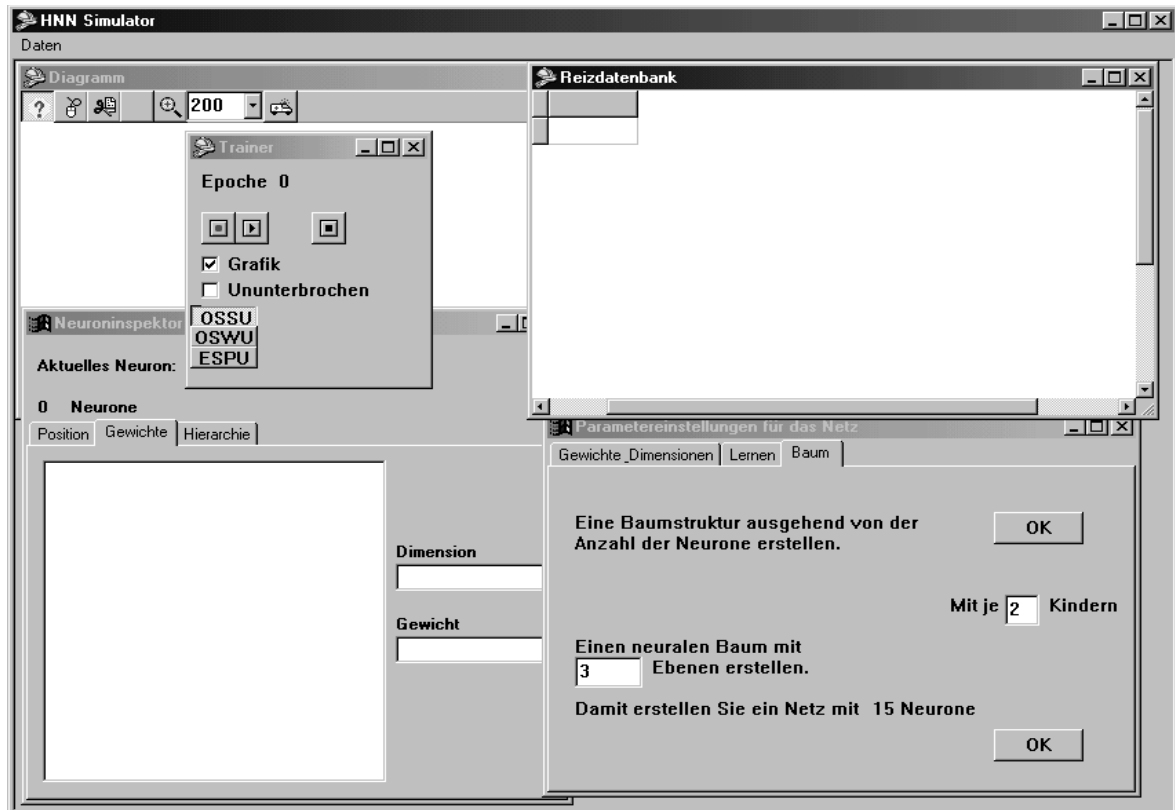 HNN Simulator
Daten
Diagramm
200
Trainer
Epoche 0
Grafik
Ununterbrochen
OSSU
OSWU
ESPU
Reizdatenbank
Neuroninspektor
Aktuelles Neuron:
0 Neurone
Position Gewichte Hierarchie
Dimension
Gewicht
Parametereinstellungen für das Netz
Gewichte_Dimensionen Lernen Baum
Eine Baumstruktur ausgehend von der
Anzahl der Neurone erstellen.
OK
Mit je 2 Kindern
Einen neuralen Baum mit
3 Ebenen erstellen.
Damit erstellen Sie ein Netz mit 15 Neurone
OK